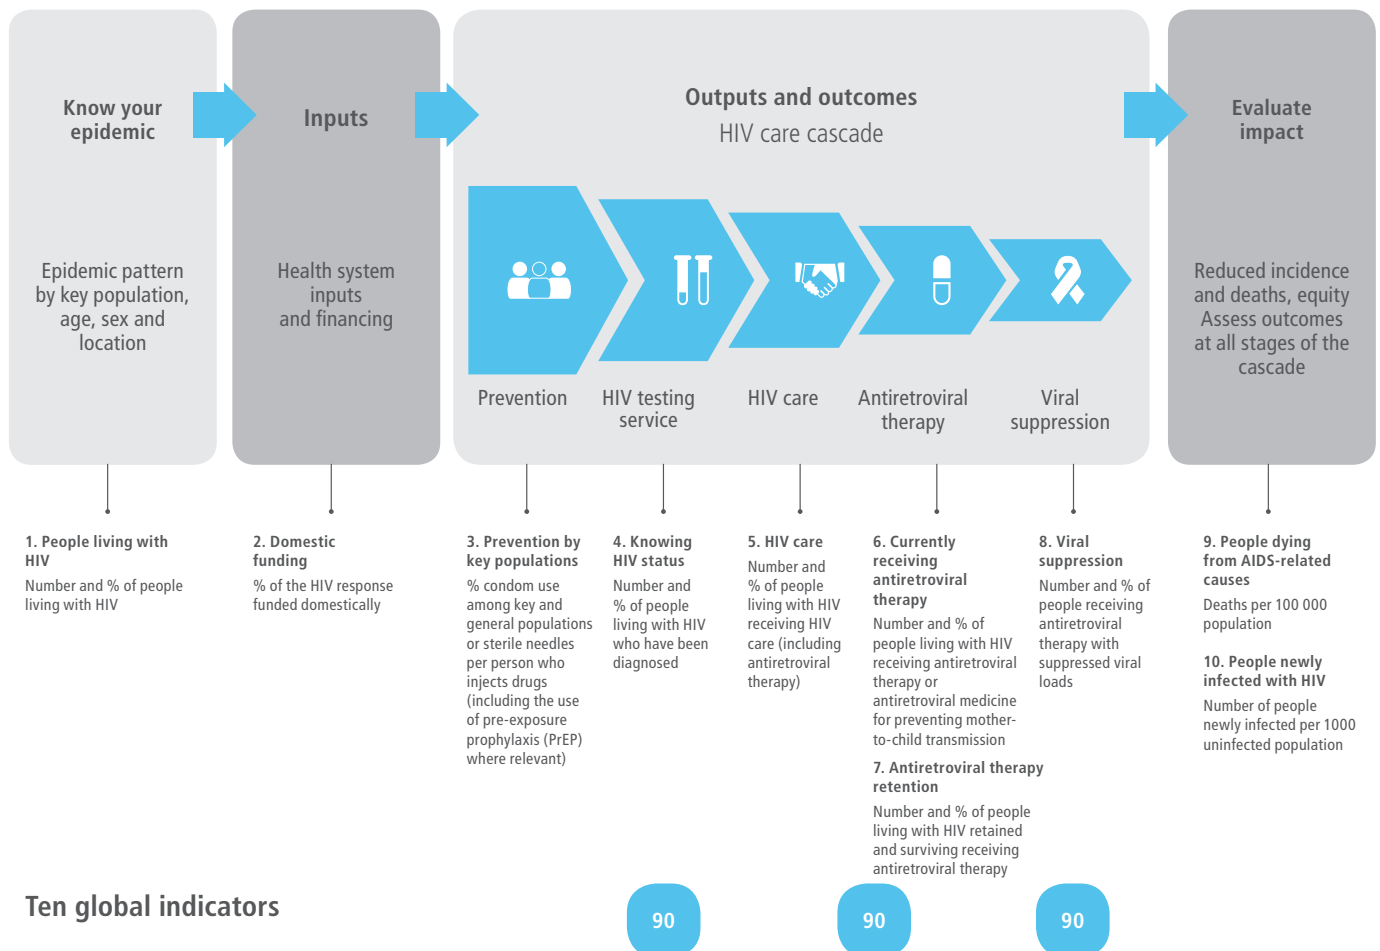 Know your
epidemic
Epidemic pattern
by key population,
age, sex and
location
Inputs
Health system
inputs
and financing
Outputs and outcomes
HIV care cascade
Prevention
HIV testing
service
HIV care
Antiretroviral
therapy
Viral
suppression
Evaluate
impact
Reduced incidence
and deaths, equity
Assess outcomes
at all stages of the
cascade
1. People living with
HIV
Number and % of people
living with HIV
2. Domestic
funding
% of the HIV response
funded domestically
3. Prevention by
key populations
% condom use
among key and
general populations
or sterile needles
per person who
injects drugs
(including the use
of pre-exposure
prophylaxis (PrEP)
where relevant)
4. Knowing
HIV status
Number and
% of people
living with HIV
who have been
diagnosed
5. HIV care
Number and
% of people
living with HIV
receiving HIV
care (including
antiretroviral
therapy)
6. Currently
receiving
antiretroviral
therapy
Number and % of
people living with HIV
receiving antiretroviral
therapy or
antiretroviral medicine
for preventing mother-
to-child transmission
7. Antiretroviral therapy
retention
Number and % of people
living with HIV retained
and surviving receiving
antiretroviral therapy
8. Viral
suppression
Number and % of
people receiving
antiretroviral
therapy with
suppressed viral
loads
9. People dying
from AIDS-related
causes
Deaths per 100 000
population
10. People newly
infected with HIV
Number of people
newly infected per 1000
uninfected population
Ten global indicators
90
90
90